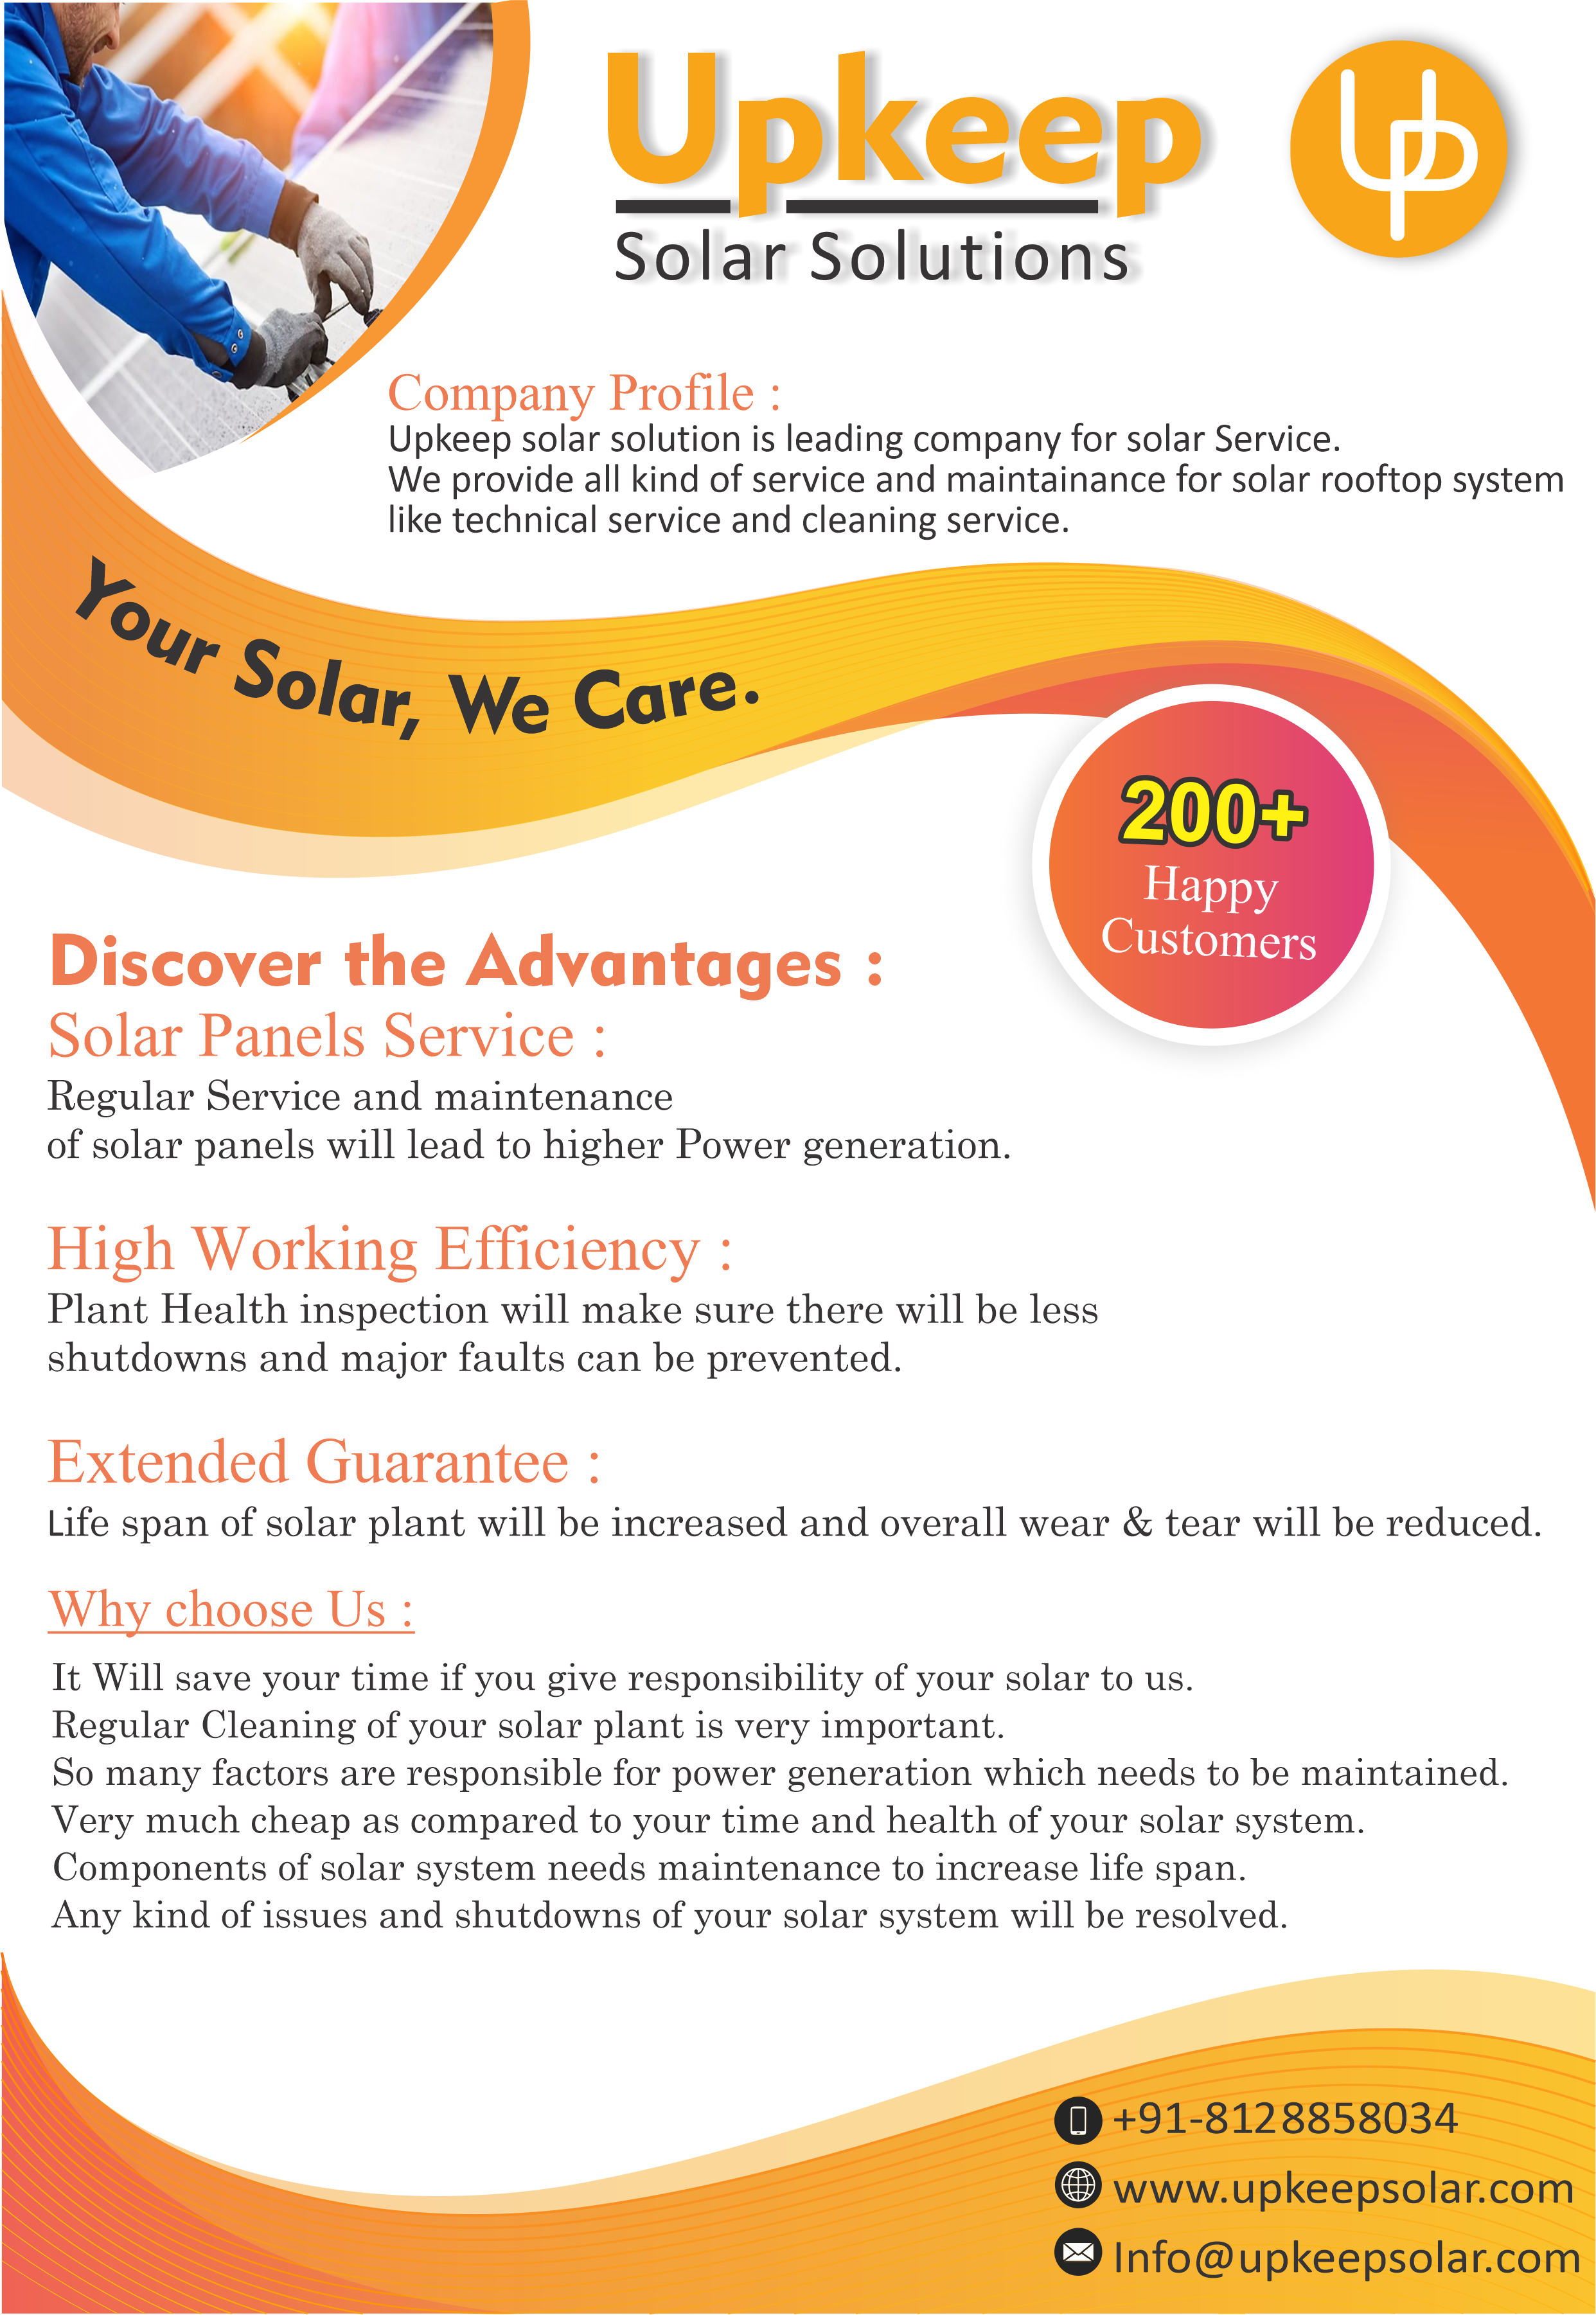 Upkeep
Solar Solutions
Up
Company Profile :
Upkeep solar solution is leading company for solar Service.
We provide all kind of service and maintainance for solar rooftop system
like technical service and cleaning service.
Your Solar, We Care.
200+
Happy
Customers
Discover the Advantages :
Solar Panels Service :
Regular Service and maintenance
of solar panels will lead to higher Power generation.
High Working Efficiency :
Plant Health inspection will make sure there will be less
shutdowns and major faults can be prevented.
Extended Guarantee :
Life span of solar plant will be increased and overall wear & tear will be reduced.
Why choose Us :
It Will save your time if you give responsibility of your solar to us.
Regular Cleaning of your solar plant is very important.
So many factors are responsible for power generation which needs to be maintained.
Very much cheap as compared to your time and health of your solar system.
Components of solar system needs maintenance to increase life span.
Any kind of issues and shutdowns of your solar system will be resolved.
+91-8128858034
www.upkeepsolar.com
Info@upkeepsolar.com